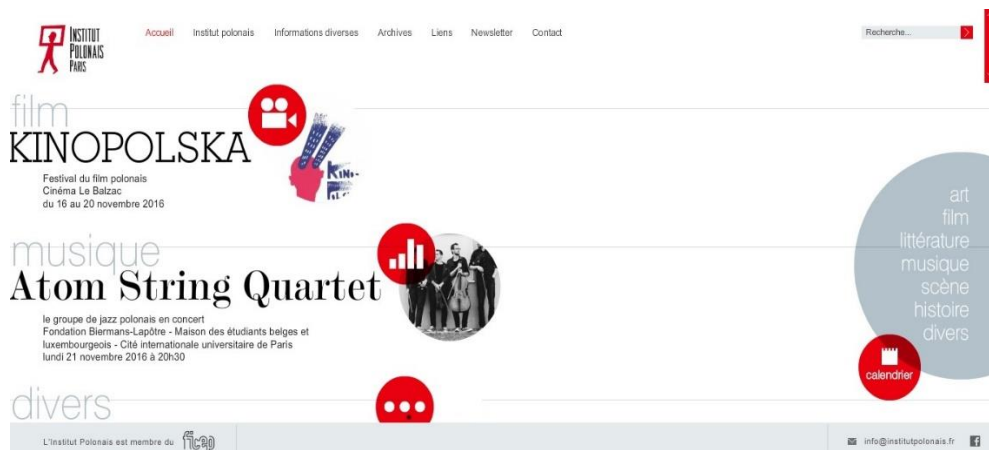 INSTITUT
POLONAIS
PARIS
Accueil Institut polonais Informations diverses Archives Liens Newsletter Contact
Recherche...
film
KINOPOLSKA
KINO-
Festival du film polonais
Cinéma Le Balzac
du 16 au 20 novembre 2016
art
film
littérature
musique
scène
histoire
divers
calendrier
musique
Atom String Quartet
le groupe de jazz polonais en concert
Fondation Biermans-Lapôtre - Maison des étudiants belges et
luxembourgeois - Cité internationale universitaire de Paris
lundi 21 novembre 2016 à 20h30
divers
L'Institut Polonais est membre du ficep
info@institutpolonais.fr f